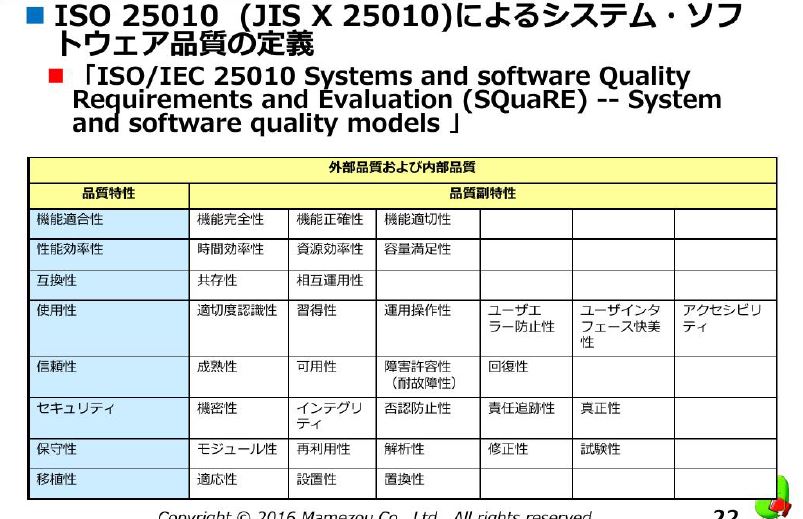 ISO 25010 (JIS X 25010)によるシステム・ソフ
トウェア品質の定義
「ISO/IEC 25010 Systems and software Quality
Requirements and Evaluation (SQuaRE) -- System
and software quality models 」
外部品質および内部品質
品質特性 品質副特性
機能適合性 機能完全性 機能正確性 機能適切性
性能効率性 時間効率性 資源効率性 容量満足性
互換性 共存性 相互運用性
使用性 適切度認識性 習得性 運用操作性 ユーザエ ユーザインタ アクセシビリ
ラー防止性 フェース快美 ティ
性
信頼性 成熟性 可用性 障害許容性 回復性
（耐故障性）
セキュリティ 機密性 インテグリ 否認防止性 責任追跡性 真正性
ティ
保守性 モジュール性 再利用性 解析性 修正性 試験性
移植性 適応性 設置性 置換性
Copyright © 2016 Mamezou Co., Ltd. All rights reserved. 22